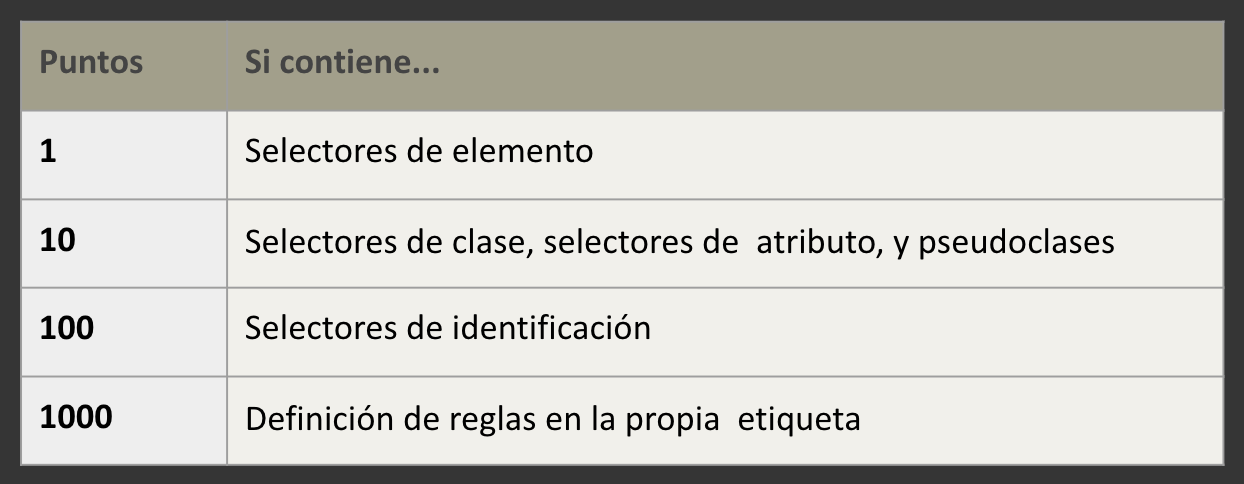 Puntos Si contiene...
1 Selectores de elemento
10 Selectores de clase, selectores de atributo, y pseudoclases
100 Selectores de identificación
1000 Definición de reglas en la propia etiqueta